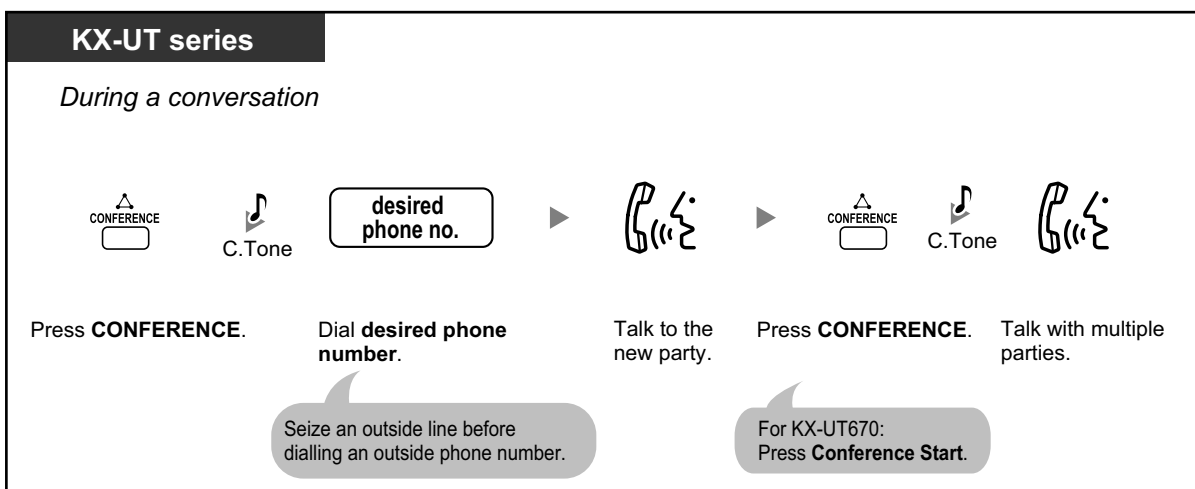 KX-UT series
During a conversation
CONFERENCE
C.Tone
desired
phone no.
CONFERENCE
C.Tone
Press CONFERENCE.
Dial desired phone
number.
Talk to the
new party.
Press CONFERENCE.
Talk with multiple
parties.
Seize an outside line before
dialling an outside phone number.
For KX-UT670:
Press Conference Start.